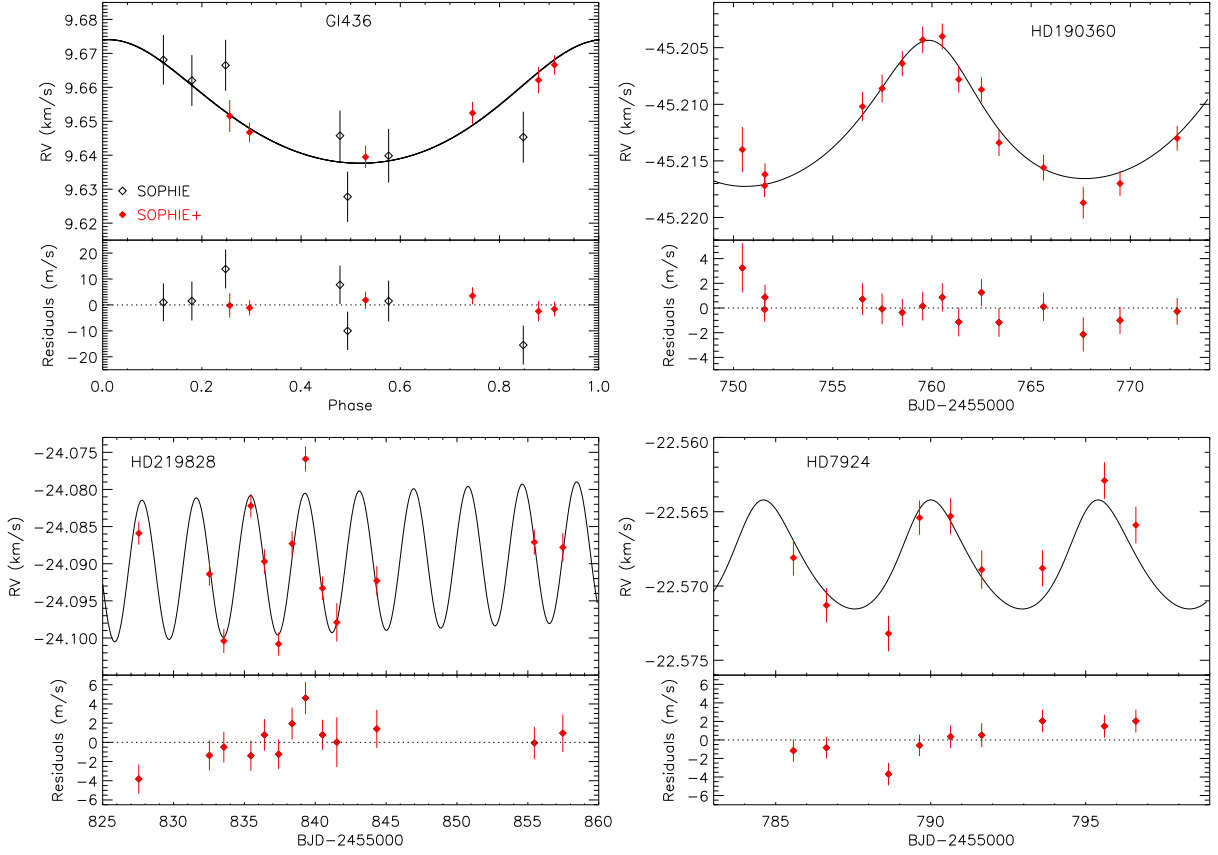 Gl436
RV (km/s)
9.68
9.67
9.66
9.65
9.64
9.63
9.62
SOPHIE
SOPHIE+
Residuals (m/s)
20
10
0
−10
−20
0.0 0.2 0.4 0.6 0.8 1.0
Phase
HD190360
RV (km/s)
−45.205
−45.210
−45.215
−45.220
Residuals (m/s)
4
2
0
−2
−4
750 755 760 765 770
BJD−2455000
HD219828
RV (km/s)
−24.075
−24.080
−24.085
−24.090
−24.095
−24.100
Residuals (m/s)
6
4
2
0
−2
−4
−6
825 830 835 840 845 850 855 860
BJD−2455000
HD7924
RV (km/s)
−22.560
−22.565
−22.570
−22.575
Residuals (m/s)
6
4
2
0
−2
−4
−6
785 790 795
BJD−2455000